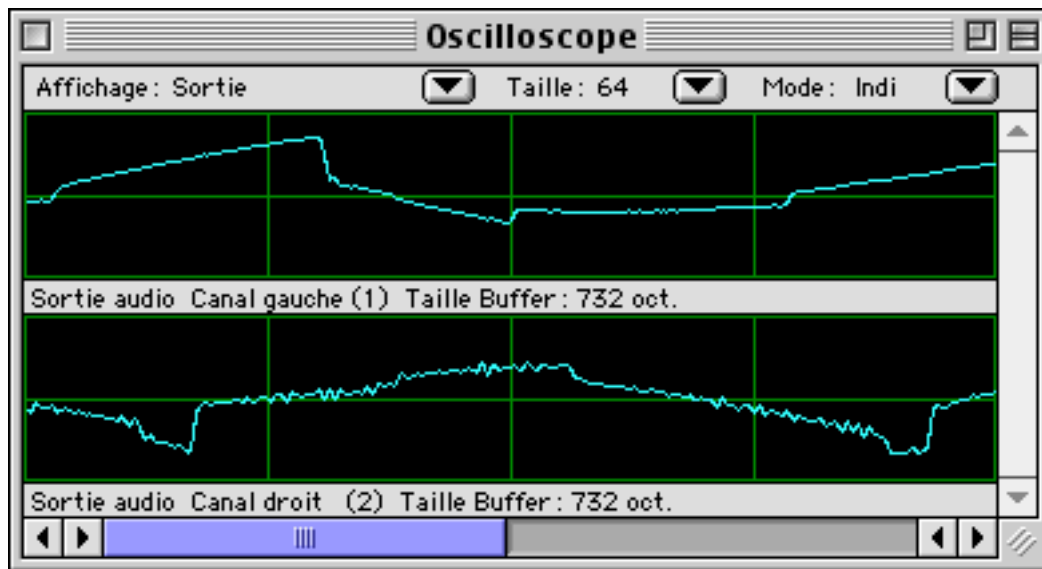 Oscilloscope
Affichage: Sortie Taille: 64 Mode: Indi
Sortie audio Canal gauche (1) Taille Buffer: 732 oct.
Sortie audio Canal droit (2) Taille Buffer: 732 oct.